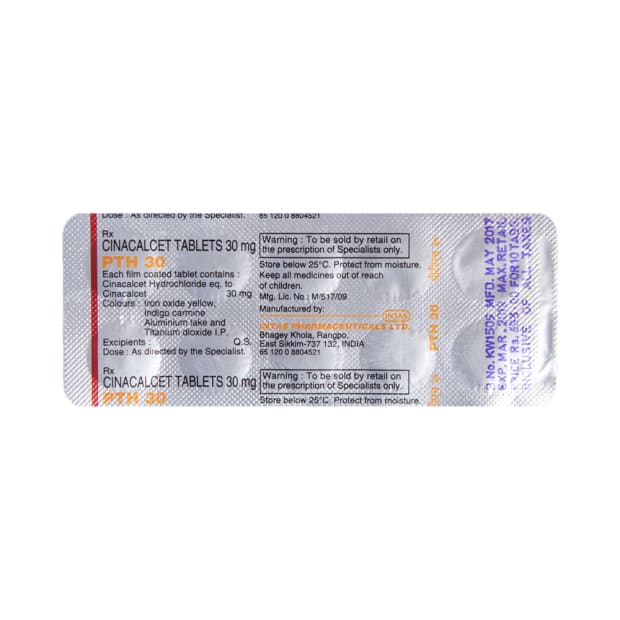 Dose : As directed by the Specialist.
65 120 0 8804521
Rx
CINACALCET TABLETS 30 mg
PTH 30
Each film coated tablet contains :
Cinacalcet Hydrochloride eq. to
Cinacalcet 30 mg
Colours : Iron oxide yellow,
Indigo carmine
Aluminium lake and
Titanium dioxide I.P.
Excipients : Q.S.
Dose : As directed by the Specialist.
Warning : To be sold by retail on
the prescription of Specialists only.
Store below 25°C. Protect from moisture.
Keep all medicines out of reach
of children.
Mfg. Lic. No : M/517/09
Manufactured by:
INTAS
INTAS PHARMACEUTICALS LTD.
Bhagey Khola, Rangpo,
East Sikkim-737 132, INDIA
65 120 0 8804521
Rx
CINACALCET TABLETS 30 mg
PTH 30
Warning : To be sold by retail on
the prescription of Specialists only.
Store below 25°C. Protect from moisture.
PTH 30
B.No. KW1505 MFD. MAY 2017
EXP. MAR. MAX. RETAIL
PRICE Rs. FOR 10 TABS.
INCLUSIVE OF ALL TAXES